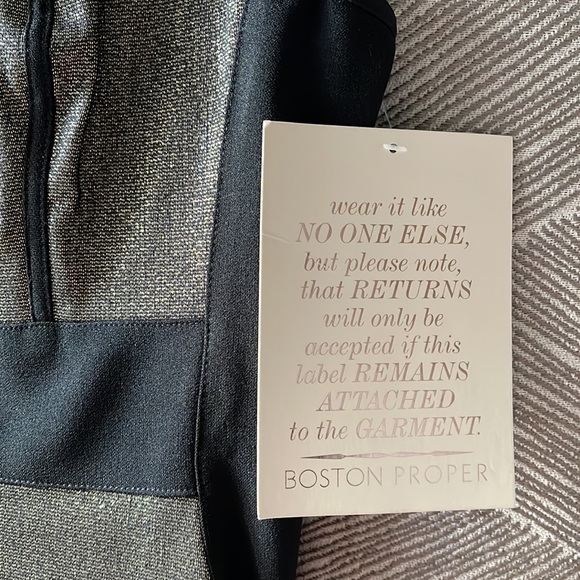 wear it like
NO ONE ELSE,
but please note,
that RETURNS
will only be
accepted if this
label REMAINS
ATTACHED
to the GARMENT.
BOSTON PROPER